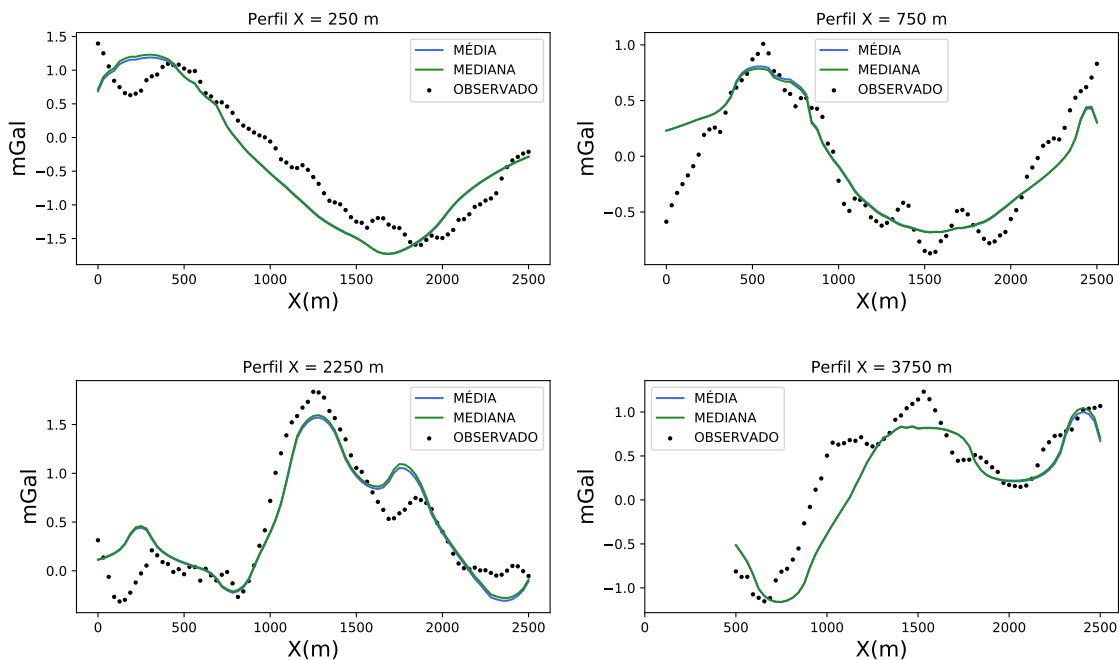 Perfil X = 250 m
mGal
1.5
1.0
0.5
0.0
−0.5
−1.0
−1.5
MÉDIA
MEDIANA
OBSERVADO
0 500 1000 1500 2000 2500
X(m)
Perfil X = 750 m
mGal
1.0
0.5
0.0
−0.5
MÉDIA
MEDIANA
OBSERVADO
0 500 1000 1500 2000 2500
X(m)
Perfil X = 2250 m
mGal
1.5
1.0
0.5
0.0
MÉDIA
MEDIANA
OBSERVADO
0 500 1000 1500 2000 2500
X(m)
Perfil X = 3750 m
mGal
1.0
0.5
0.0
−0.5
−1.0
MÉDIA
MEDIANA
OBSERVADO
0 500 1000 1500 2000 2500
X(m)